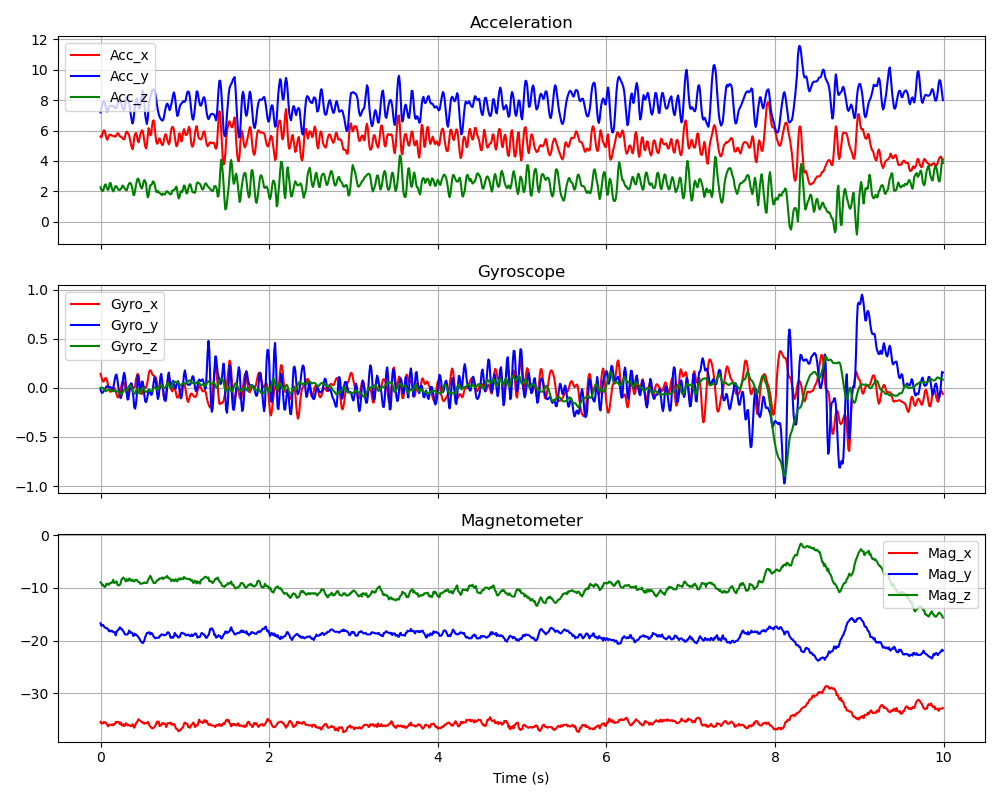 Acceleration
12
10
8
6
4
2
0
Acc_x
Acc_y
Acc_z
Gyroscope
1.0
0.5
0.0
−0.5
−1.0
Gyro_x
Gyro_y
Gyro_z
Magnetometer
0
−10
−20
−30
Mag_x
Mag_y
Mag_z
0 2 4 6 8 10
Time (s)